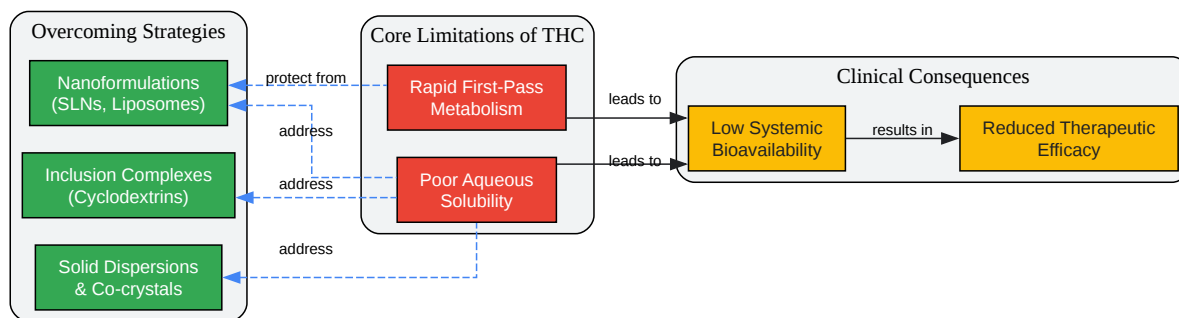 Overcoming Strategies
Nanoformulations
(SLNs, Liposomes)
Inclusion Complexes
(Cyclodextrins)
Solid Dispersions
& Co-crystals
protect from
address
address
address
Core Limitations of THC
Rapid First-Pass
Metabolism
Poor Aqueous
Solubility
leads to
leads to
Clinical Consequences
Low Systemic
Bioavailability
results in
Reduced Therapeutic
Efficacy